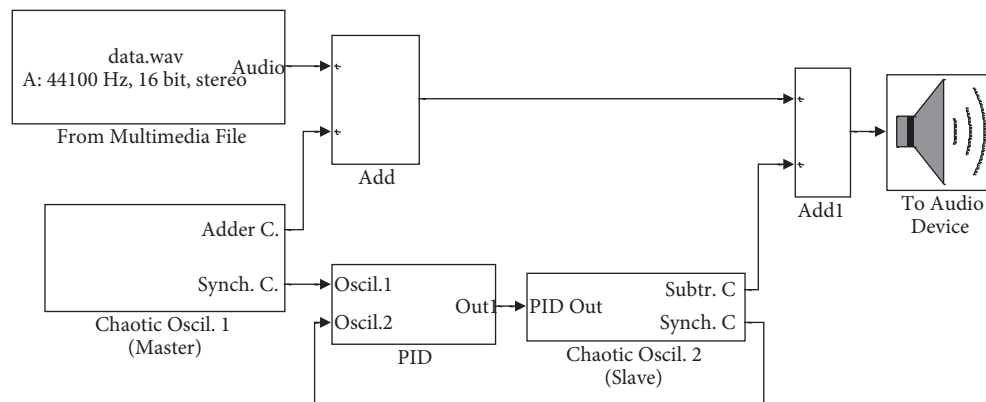 data.wav
Audio
A: 44100 Hz, 16 bit, stereo
From Multimedia File
+
+
Add
+
+
Add1
To Audio
Device
Adder C.
Synch. C.
Chaotic Oscil. 1
(Master)
Oscil.1
Oscil.2
Out1
PID
PID Out
Subtr. C
Synch. C
Chaotic Oscil. 2
(Slave)